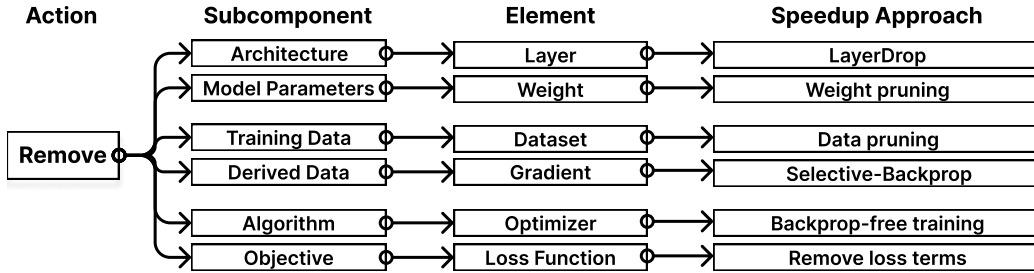 Action Subcomponent Element Speedup Approach
Architecture Layer LayerDrop
Model Parameters Weight Weight pruning
Training Data Dataset Data pruning
Remove
Derived Data Gradient Selective-Backprop
Algorithm Optimizer Backprop-free training
Objective Loss Function Remove loss terms